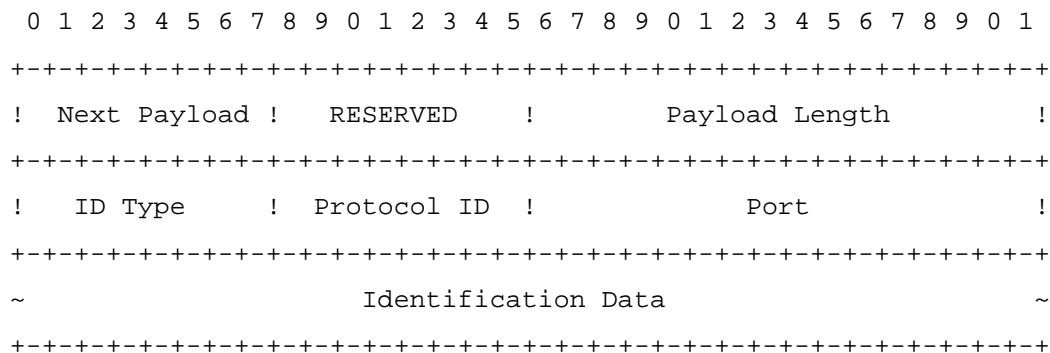 0 1 2 3 4 5 6 7 8 9 0 1 2 3 4 5 6 7 8 9 0 1 2 3 4 5 6 7 8 9 0 1
+-+-+-+-+-+-+-+-+-+-+-+-+-+-+-+-+-+-+-+-+-+-+-+-+-+-+-+-+-+-+-+-+
!  Next Payload !   RESERVED    !        Payload Length         !
+-+-+-+-+-+-+-+-+-+-+-+-+-+-+-+-+-+-+-+-+-+-+-+-+-+-+-+-+-+-+-+-+
!   ID Type     !  Protocol ID  !             Port              !
+-+-+-+-+-+-+-+-+-+-+-+-+-+-+-+-+-+-+-+-+-+-+-+-+-+-+-+-+-+-+-+-+
~                     Identification Data                       ~
+-+-+-+-+-+-+-+-+-+-+-+-+-+-+-+-+-+-+-+-+-+-+-+-+-+-+-+-+-+-+-+-+